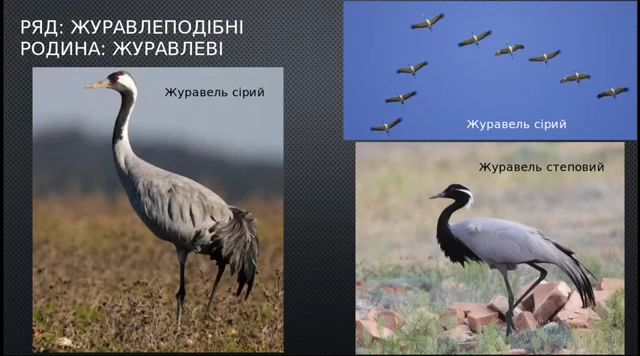 РЯД: ЖУРАВЛЕПОДІБНІ
РОДИНА: ЖУРАВЛЕВІ
Журавель сірий
Журавель сірий
Журавель степовий